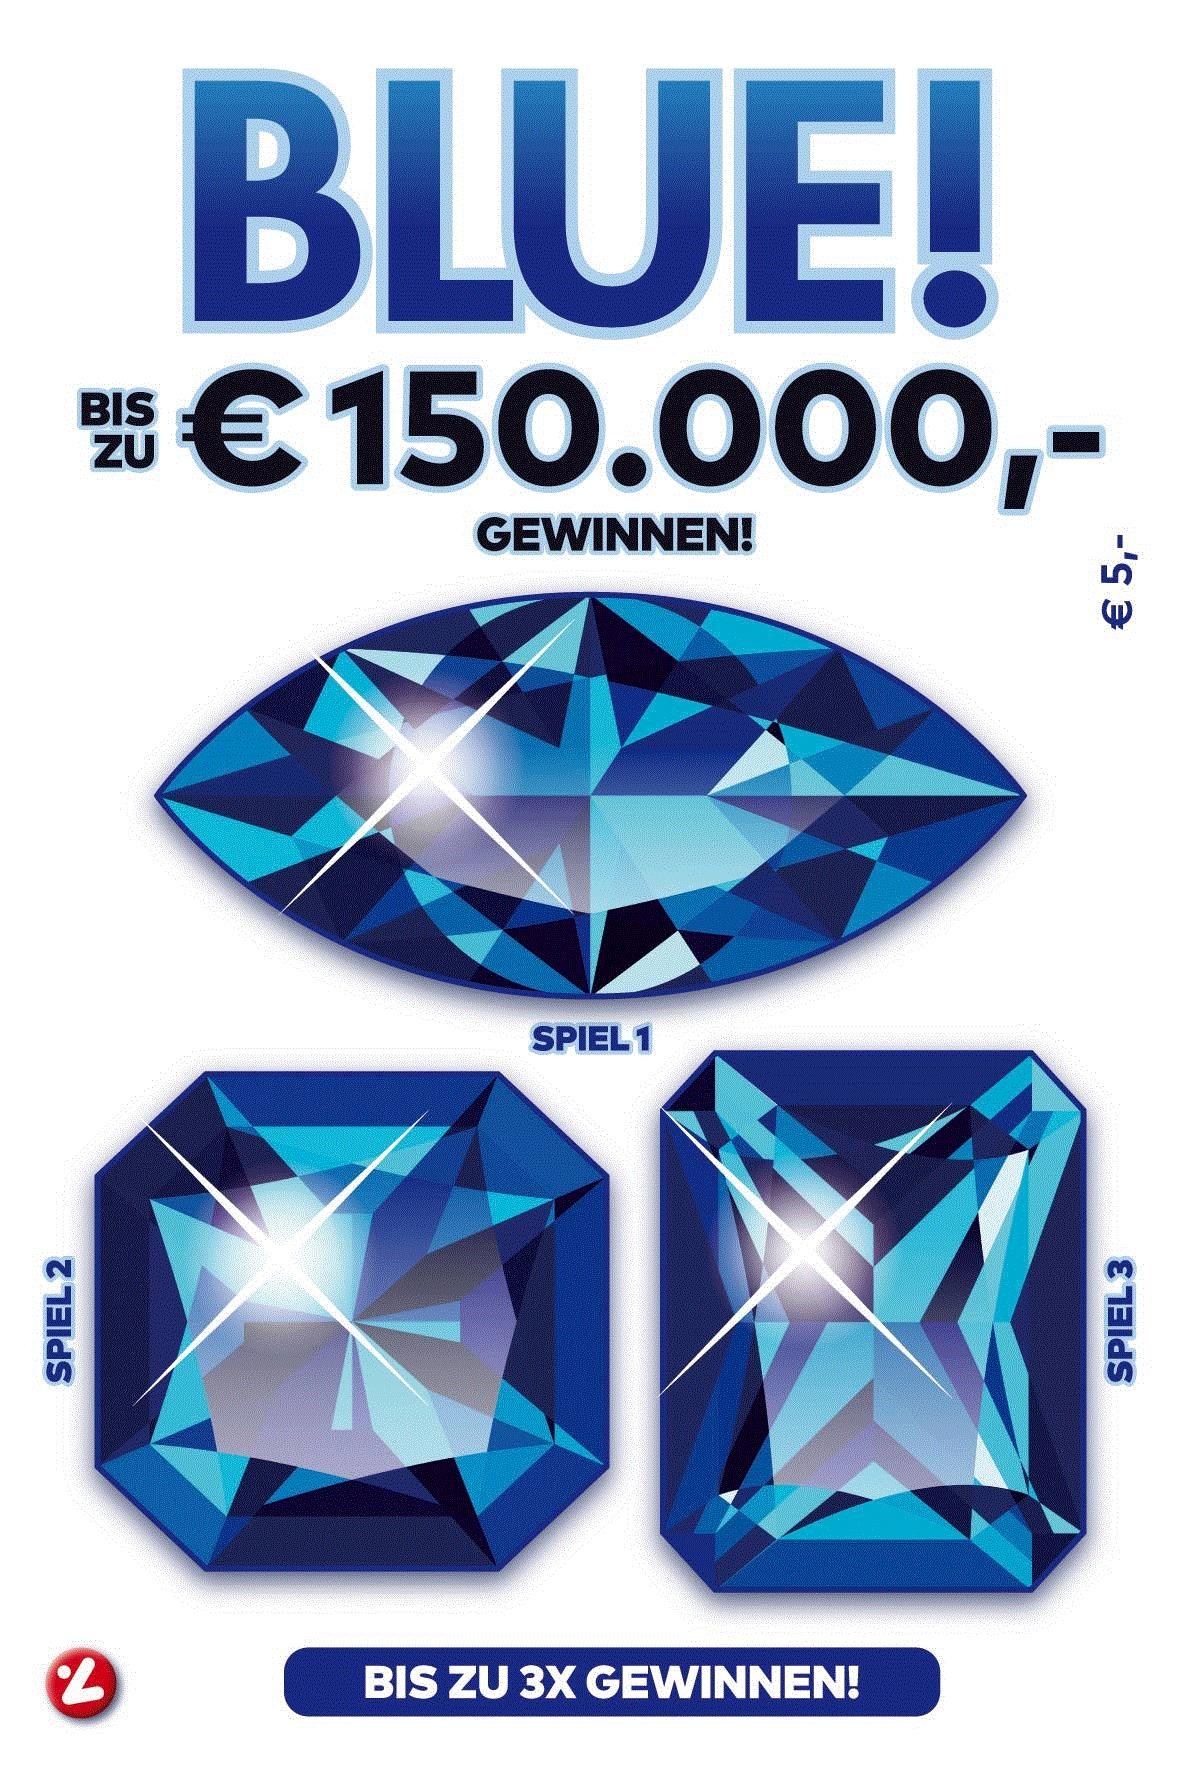 BLUE!
BIS
ZU
€ 150.000,-
GEWINNEN!
€ 5,-
SPIEL 1
SPIEL 2
SPIEL 3
BIS ZU 3X GEWINNEN!